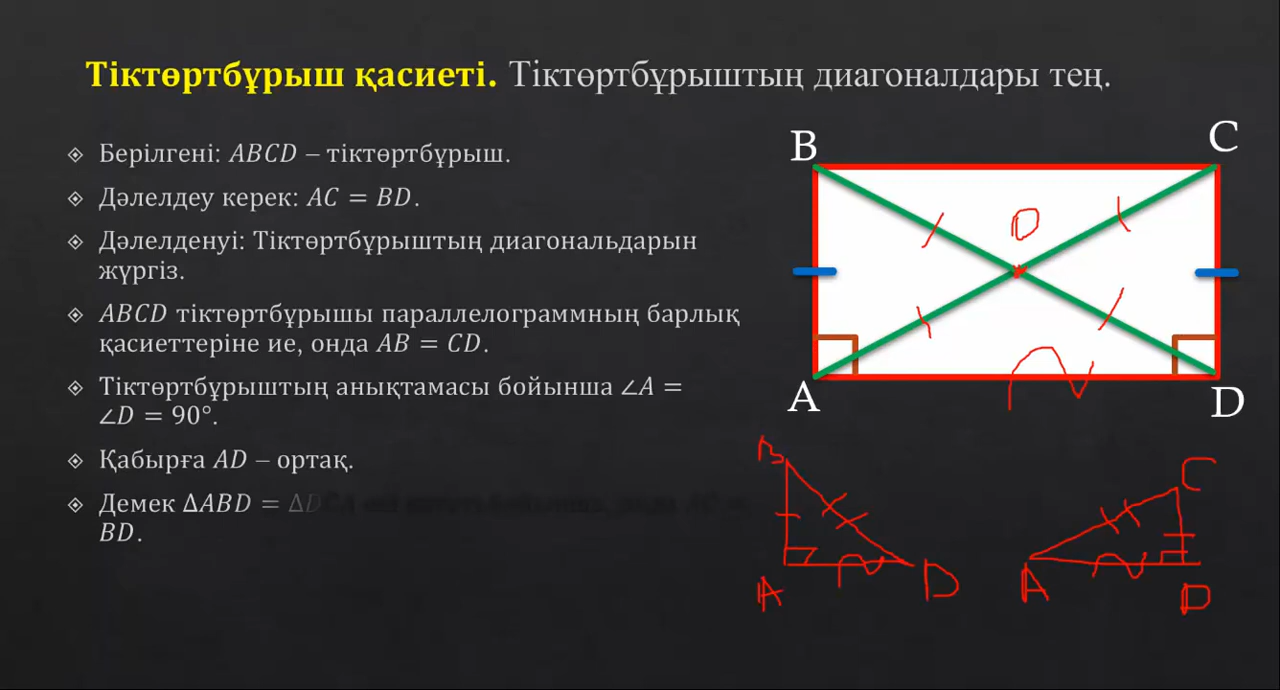 Тіктөртбұрыш қасиеті. Тіктөртбұрыштың диагоналдары тең.
Берілгені: ABCD – тіктөртбұрыш.
Дәлелдеу керек: AC = BD.
Дәлелденуі: Тіктөртбұрыштың диагональдарын
жүргіз.
ABCD тіктөртбұрышы параллелограммның барлық
қасиеттеріне ие, онда AB = CD.
Тіктөртбұрыштың анықтамасы бойынша ∠A =
∠D = 90°.
Қабырға AD – ортақ.
Демек ΔABD = ΔD
BD.
B
C
O
A
D
B
A
D
C
A
D